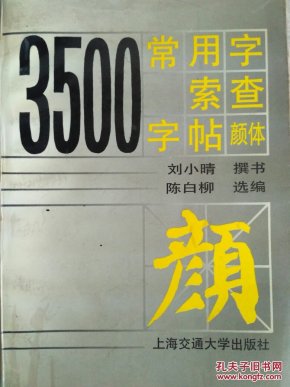 3500
常用字
索查
字帖 颜体
刘小晴 撰书
陈白柳 选编
顔
上海交通大学出版社
孔夫子旧书网